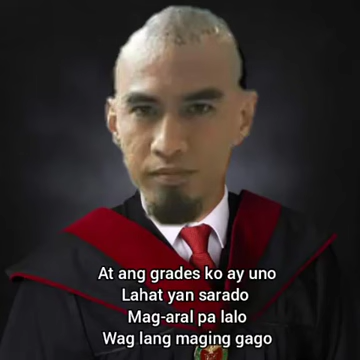 At ang grades ko ay uno
Lahat yan sarado
Mag-aral pa lalo
Wag lang maging gago